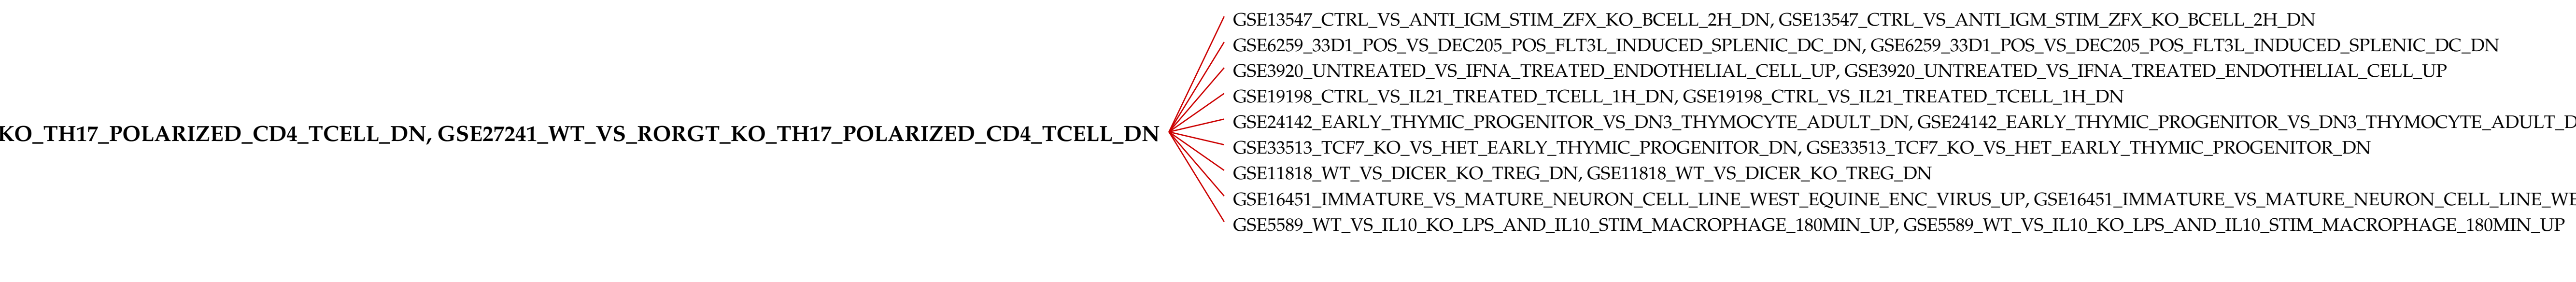 GSE13547_CTRL_VS_ANTI_IGM_STIM_ZFX_KO_BCELL_2H_DN, GSE13547_CTRL_VS_ANTI_IGM_STIM_ZFX_KO_BCELL_2H_DN
GSE6259_33D1_POS_VS_DEC205_POS_FLT3L_INDUCED_SPLENIC_DC_DN, GSE6259_33D1_POS_VS_DEC205_POS_FLT3L_INDUCED_SPLENIC_DC_DN
GSE3920_UNTREATED_VS_IFNA_TREATED_ENDOTHELIAL_CELL_UP, GSE3920_UNTREATED_VS_IFNA_TREATED_ENDOTHELIAL_CELL_UP
GSE19198_CTRL_VS_IL21_TREATED_TCELL_1H_DN, GSE19198_CTRL_VS_IL21_TREATED_TCELL_1H_DN
GSE24142_EARLY_THYMIC_PROGENITOR_VS_DN3_THYMOCYTE_ADULT_DN, GSE24142_EARLY_THYMIC_PROGENITOR_VS_DN3_THYMOCYTE_ADULT_D
KO_TH17_POLARIZED_CD4_TCELL_DN, GSE27241_WT_VS_RORGT_KO_TH17_POLARIZED_CD4_TCELL_DN
GSE33513_TCF7_KO_VS_HET_EARLY_THYMIC_PROGENITOR_DN, GSE33513_TCF7_KO_VS_HET_EARLY_THYMIC_PROGENITOR_DN
GSE11818_WT_VS_DICER_KO_TREG_DN, GSE11818_WT_VS_DICER_KO_TREG_DN
GSE16451_IMMATURE_VS_MATURE_NEURON_CELL_LINE_WEST_EQUINE_ENC_VIRUS_UP, GSE16451_IMMATURE_VS_MATURE_NEURON_CELL_LINE_WE
GSE5589_WT_VS_IL10_KO_LPS_AND_IL10_STIM_MACROPHAGE_180MIN_UP, GSE5589_WT_VS_IL10_KO_LPS_AND_IL10_STIM_MACROPHAGE_180MIN_UP